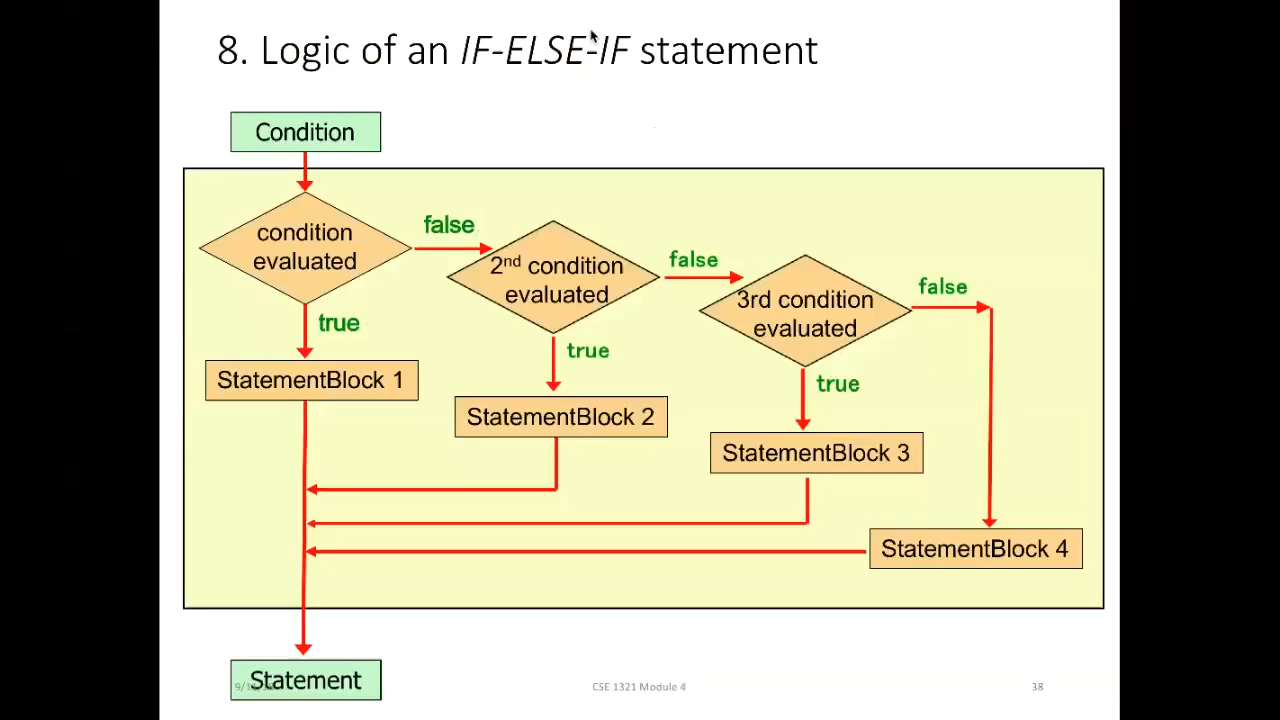 8. Logic of an IF-ELSE-IF statement
Condition
condition
evaluated
false
2nd condition
evaluated
false
3rd condition
evaluated
false
true
true
true
StatementBlock 1
StatementBlock 2
StatementBlock 3
StatementBlock 4
Statement
CSE 1321 Module 4
38